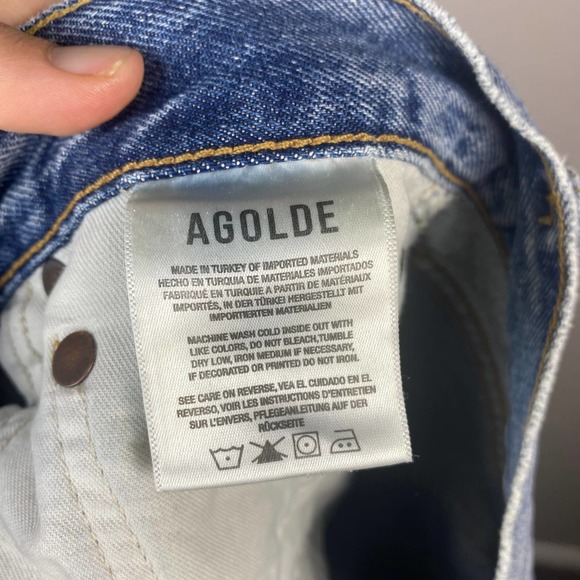 AGOLDE
MADE IN TURKEY OF IMPORTED MATERIALS
HECHO EN TURQUIA DE MATERIALES IMPORTADOS
FABRIQUÉ EN TURQUIE A PARTIR DE MATÉRIAUX
IMPORTÉS, IN DER TÜRKEI HERGESTELLT MIT
IMPORTIERTEN MATERIALIEN
MACHINE WASH COLD INSIDE OUT WITH
LIKE COLORS, DO NOT BLEACH,TUMBLE
DRY LOW, IRON MEDIUM IF NECESSARY,
IF DECORATED OR PRINTED DO NOT IRON.
SEE CARE ON REVERSE, VEA EL CUIDADO EN EL
REVERSO, VOIR LES INSTRUCTIONS D'ENTRETIEN
SUR L'ENVERS, PFLEGEANLEITUNG AUF DER
RÜCKSEITE